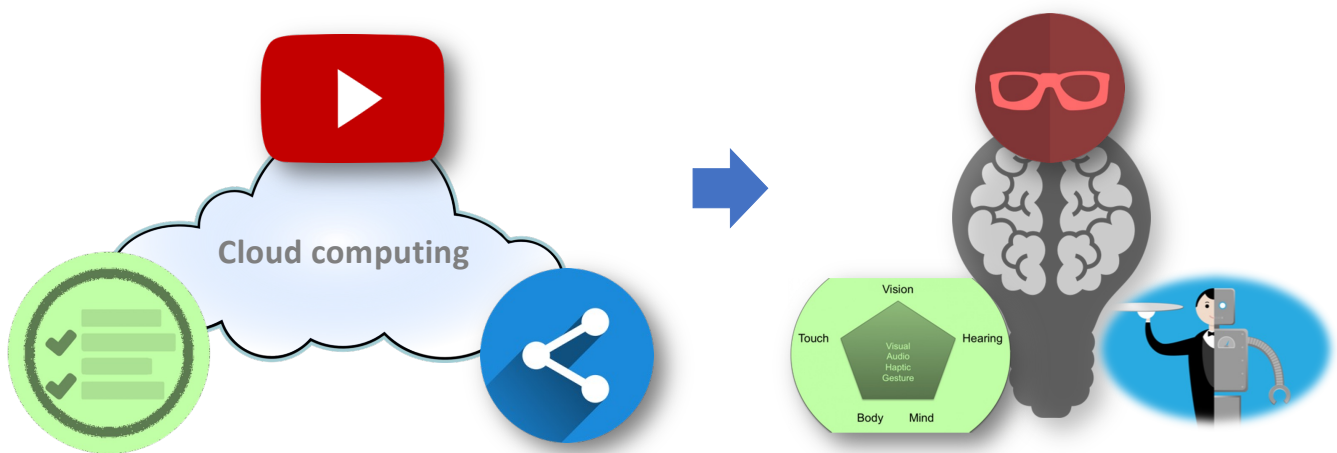 Cloud computing
Vision
Touch
Hearing
Visual
Audio
Haptic
Gesture
Body
Mind